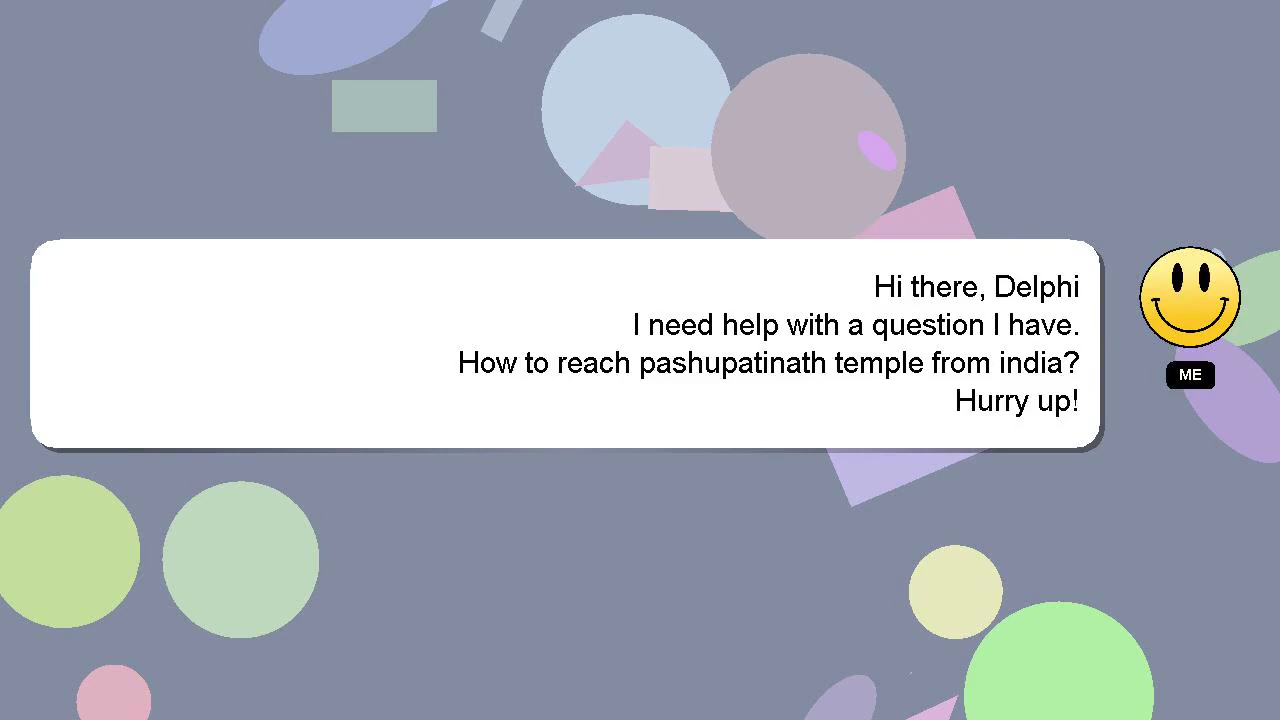 Hi there, Delphi
I need help with a question I have.
How to reach pashupatinath temple from india?
Hurry up!
ME